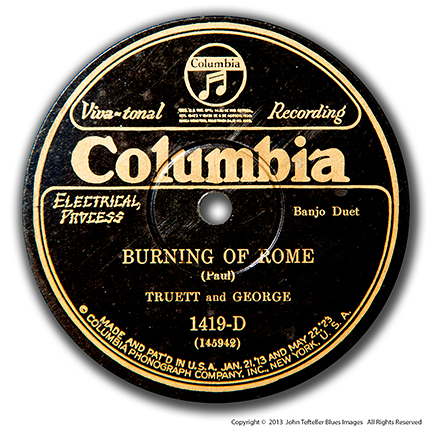 Columbia
Viva-tonal Recording
Columbia
ELECTRICAL
PROCESS
Banjo Duet
BURNING OF ROME
(Paul)
TRUETT and GEORGE
1419-D
(145942)
MADE AND PAT'D IN U.S.A. JAN. 21, '13 AND MAY 22, '23
© COLUMBIA PHONOGRAPH COMPANY, INC., NEW YORK, U. S. A.
Copyright © 2013 John Tefteller Blues Images All Rights Reserved